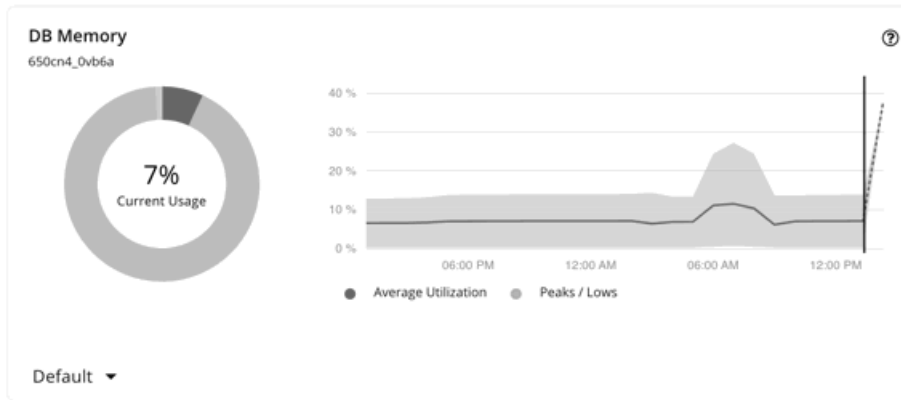 DB Memory
650cn4_0vb6a
7%
Current Usage
40 %
30 %
20 %
10 %
0 %
06:00 PM 12:00 AM 06:00 AM 12:00 PM
Average Utilization Peaks / Lows
Default